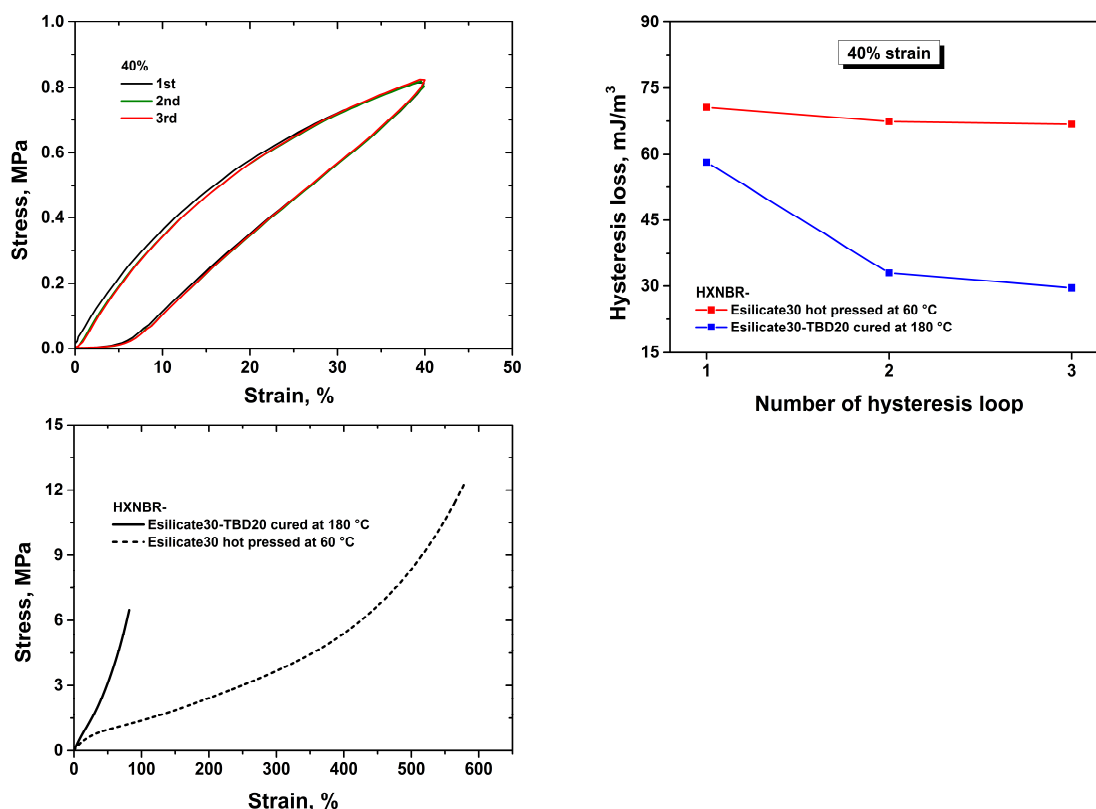 1.0
0.8
0.6
0.4
0.2
0.0
Stress, MPa
40%
1st
2nd
3rd
0 10 20 30 40 50
Strain, %
90
75
60
45
30
15
Hysteresis loss, mJ/m³
40% strain
HXNBR-
Esilicate30 hot pressed at 60 °C
Esilicate30-TBD20 cured at 180 °C
1 2 3
Number of hysteresis loop
15
12
9
6
3
0
Stress, MPa
HXNBR-
Esilicate30-TBD20 cured at 180 °C
Esilicate30 hot pressed at 60 °C
0 100 200 300 400 500 600
Strain, %